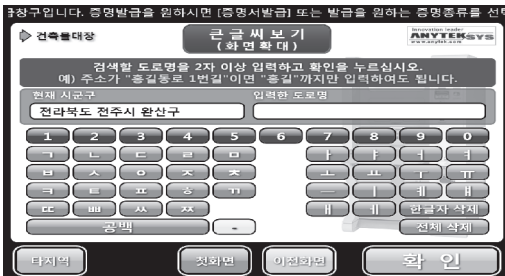 급창구입니다. 증명발급을 원하시면 [증명서발급] 또는 발급을 원하는 증명종류를 선택
건축물대장
큰글씨보기
(화면확대)
Innovation leader
ANYTEKSYS
www.anytek.com
검색할 도로명을 2자 이상 입력하고 확인을 누르십시오.
예) 주소가 "홍길동로 1번길"이면 "홍길"까지만 입력하여도 됩니다.
현재 시군구 입력한 도로명
전라북도 전주시 완산구
1 2 3 4 5 6 7 8 9 0
ㄱ ㄴ ㄷ ㄹ ㅁ ㅏ ㅑ ㅓ ㅕ
ㅂ ㅅ ㅇ ㅈ ㅊ ㅗ ㅛ ㅜ ㅠ
ㅋ ㅌ ㅍ ㅎ ㄲ ㅡ ㅣ ㅔ ㅐ
ㄸ ㅃ ㅆ ㅉ 한글자 삭제
공백 전체 삭제
타지역 첫화면 이전화면 확 인